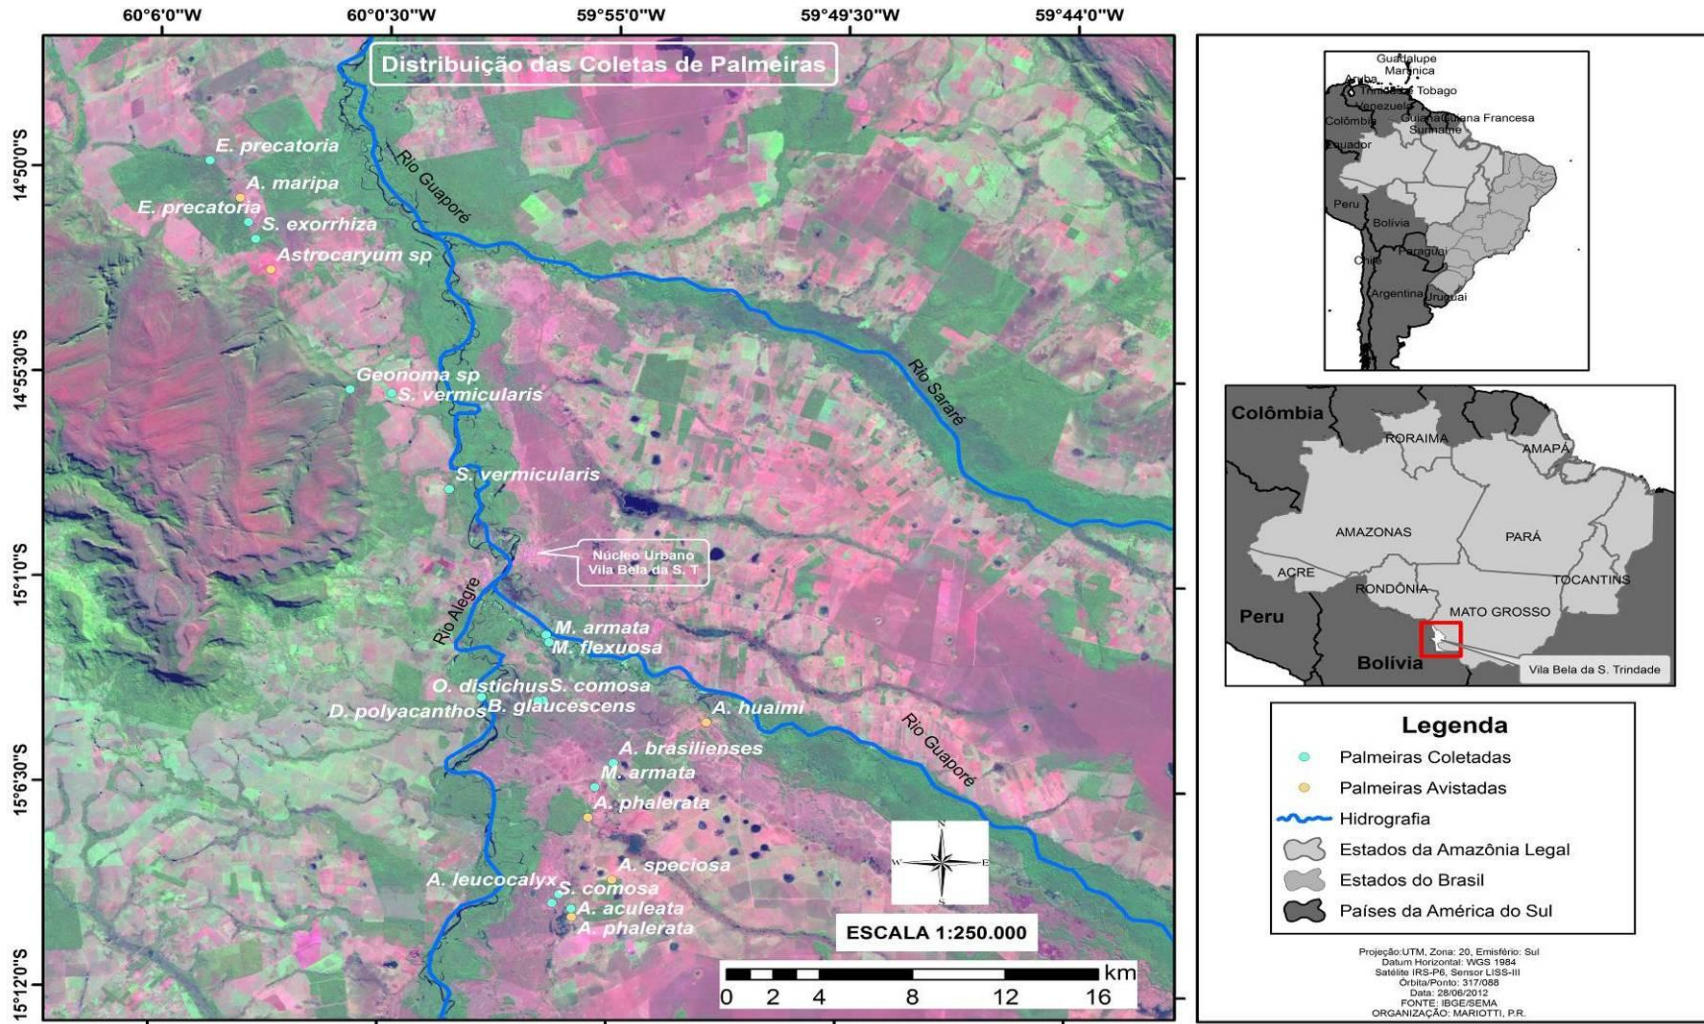 60°6'0"W 60°0'30"W 59°55'0"W 59°49'30"W 59°44'0"W
Distribuição das Coletas de Palmeiras
14°50'0"S
14°55'30"S
15°1'0"S
15°6'30"S
15°12'0"S
E. precatoria
A. maripa
E. precatoria
S. exorrhiza
Astrocaryum sp
Rio Guaporé
Geonoma sp
S. vermicularis
Rio Sararé
S. vermicularis
Núcleo Urbano
Vila Bela da S. T
Rio Alegre
M. armata
M. flexuosa
O. distichus S. comosa
D. polyacanthos B. glaucescens
A. huaimi
Rio Guaporé
A. brasilienses
M. armata
A. phalerata
A. speciosa
A. leucocalyx
S. comosa
A. aculeata
A. phalerata
N
W E
S
ESCALA 1:250.000
km
0 2 4 8 12 16
Guadalupe
Martinica
Aruba
Trinidad e Tobago
Venezuela
Colômbia
Guiana Guiana Francesa
Suriname
Equador
Peru
Bolívia
Paraguai
Chile
Argentina
Uruguai
Colômbia
RORAIMA
AMAPÁ
AMAZONAS
PARÁ
ACRE
RONDÔNIA
TOCANTINS
MATO GROSSO
Peru
Bolívia
Vila Bela da S. Trindade
Legenda
Palmeiras Coletadas
Palmeiras Avistadas
Hidrografia
Estados da Amazônia Legal
Estados do Brasil
Países da América do Sul
Projeção:UTM, Zona: 20, Emisfério: Sul
Datum Horizontal: WGS 1984
Satélite IRS-P6, Sensor LISS-III
Órbita/Ponto: 317/088
Data: 28/06/2012
FONTE: IBGE/SEMA
ORGANIZAÇÃO: MARIOTTI, P.R.